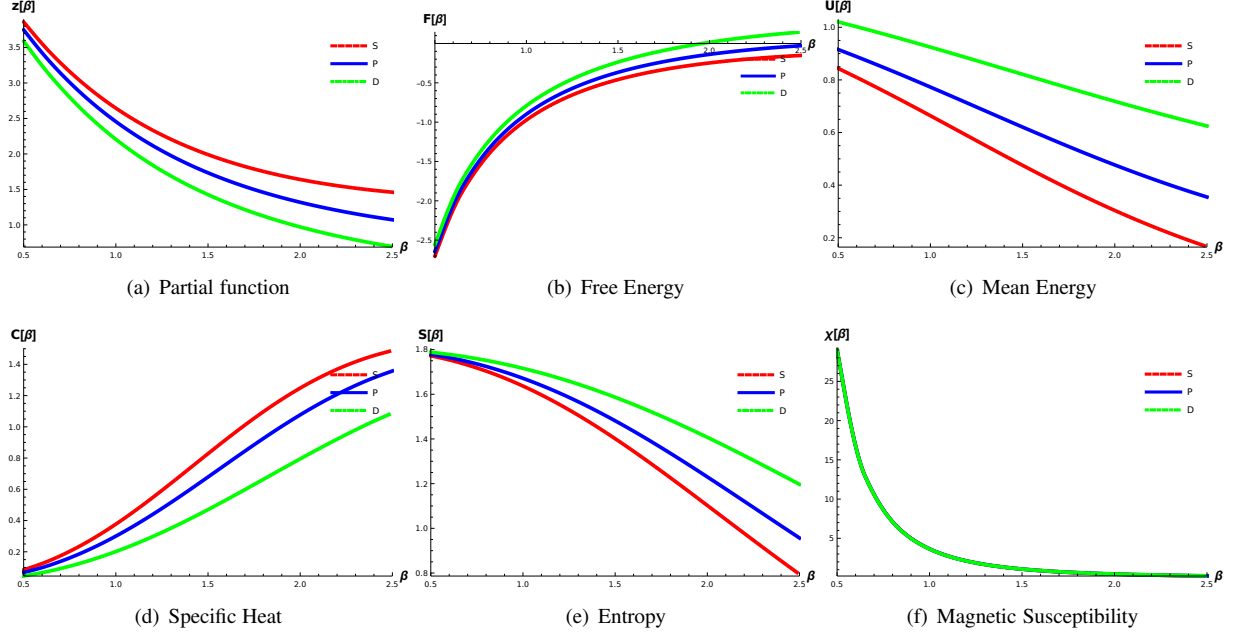 z[β]
3.5
3.0
2.5
2.0
1.5
1.0
0.5 1.0 1.5 2.0 2.5
β
S
P
D
(a) Partial function
F[β]
β
1.0 1.5 2.0 2.5
−0.5
−1.0
−1.5
−2.0
−2.5
S
P
D
(b) Free Energy
U[β]
1.0
0.8
0.6
0.4
0.2
0.5 1.0 1.5 2.0 2.5
β
S
P
D
(c) Mean Energy
C[β]
1.4
1.2
1.0
0.8
0.6
0.4
0.2
0.5 1.0 1.5 2.0 2.5
β
S
P
D
(d) Specific Heat
S[β]
1.8
1.6
1.4
1.2
1.0
0.8
0.5 1.0 1.5 2.0 2.5
β
S
P
D
(e) Entropy
χ[β]
25
20
15
10
5
0.5 1.0 1.5 2.0 2.5
β
S
P
D
(f) Magnetic Susceptibility